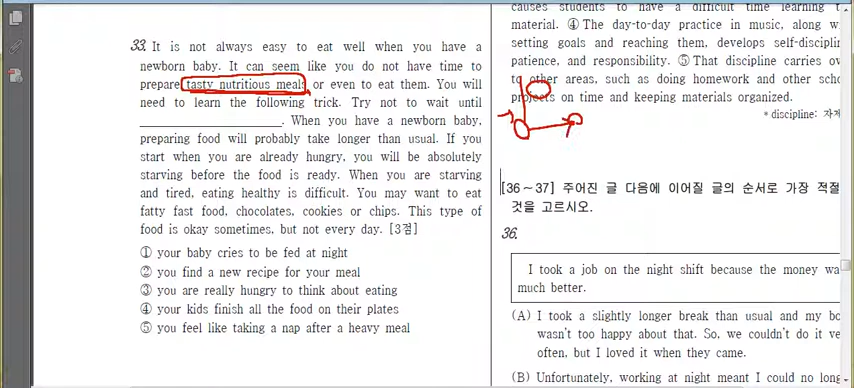 33. It is not always easy to eat well when you have a
newborn baby. It can seem like you do not have time to
prepare tasty nutritious meals or even to eat them. You will
need to learn the following trick. Try not to wait until
____________________. When you have a newborn baby,
preparing food will probably take longer than usual. If you
start when you are already hungry, you will be absolutely
starving before the food is ready. When you are starving
and tired, eating healthy is difficult. You may want to eat
fatty fast food, chocolates, cookies or chips. This type of
food is okay sometimes, but not every day. [3점]
① your baby cries to be fed at night
② you find a new recipe for your meal
③ you are really hungry to think about eating
④ your kids finish all the food on their plates
⑤ you feel like taking a nap after a heavy meal
causes students to have a difficult time learning
material. ④ The day-to-day practice in music, along
setting goals and reaching them, develops self-disciplin
patience, and responsibility. ⑤ That discipline carries
to other areas, such as doing homework and other
projects on time and keeping materials organized.
* discipline:
[36~37] 주어진 글 다음에 이어질 글의 순서로 가장 적절
것을 고르시오.
36.
I took a job on the night shift because the money
much better.
(A) I took a slightly longer break than usual and my
wasn't too happy about that. So, we couldn't do it
often, but I loved it when they came.
(B) Unfortunately, working at night meant I could no